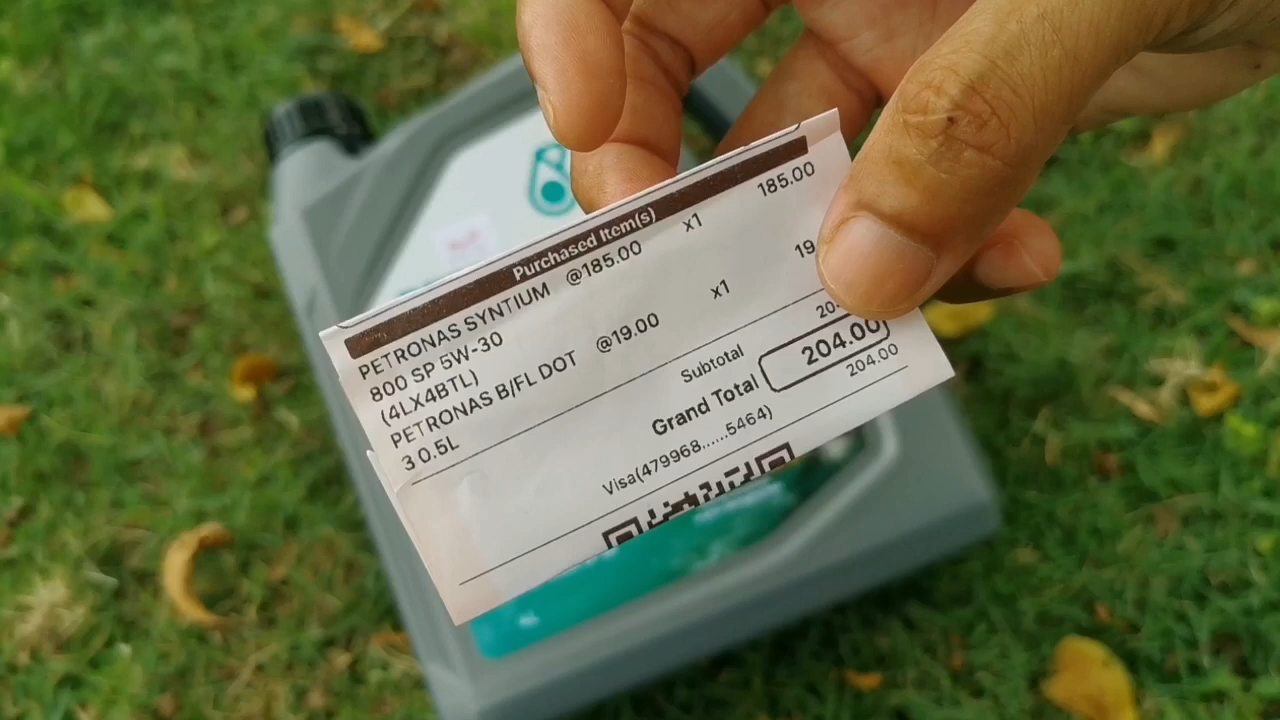 Purchased Item(s)
PETRONAS SYNTIUM @185.00 x1 185.00
800 SP 5W-30
(4LX4BTL)
PETRONAS B/FL DOT @19.00 x1 19
3 0.5L
Subtotal 20
Grand Total 204.00
Visa(479968......5464) 204.00